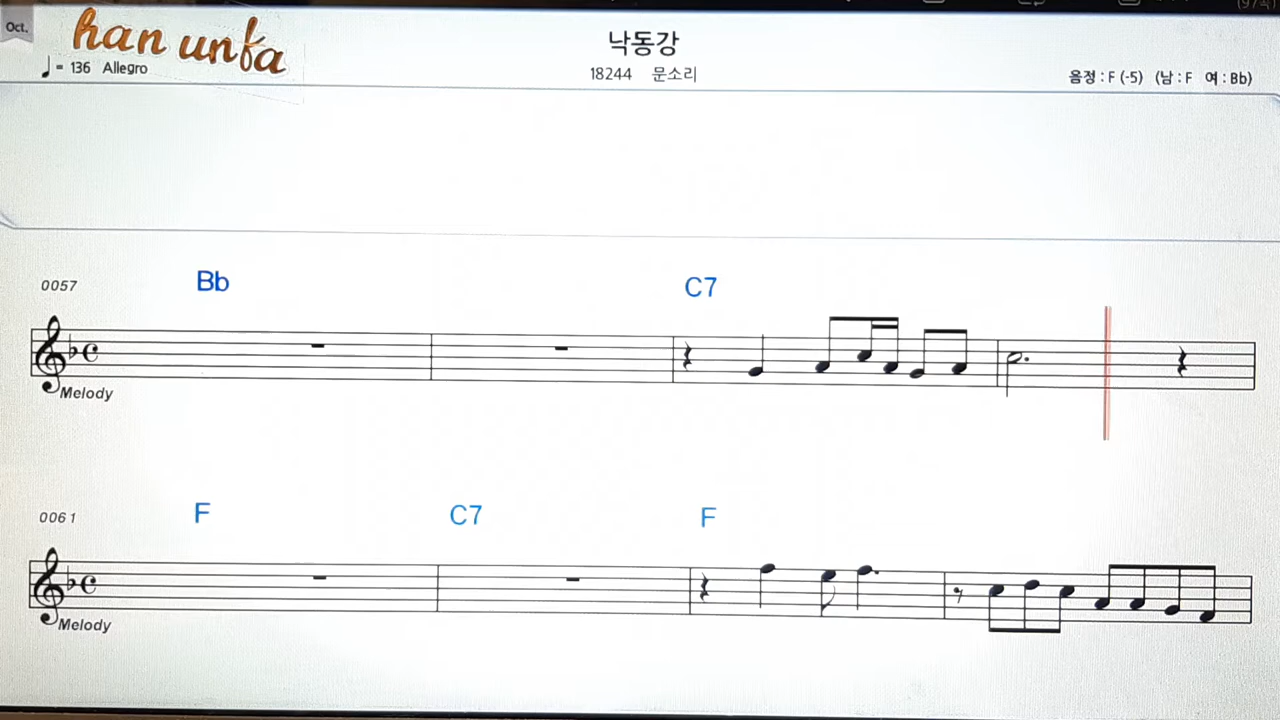 Oct.
han unfa
= 136 Allegro
낙동강
18244 문소리
음정 : F (-5) (남 : F 여 : Bb)
0057
Bb
C7
Melody
0061
F
C7
F
Melody